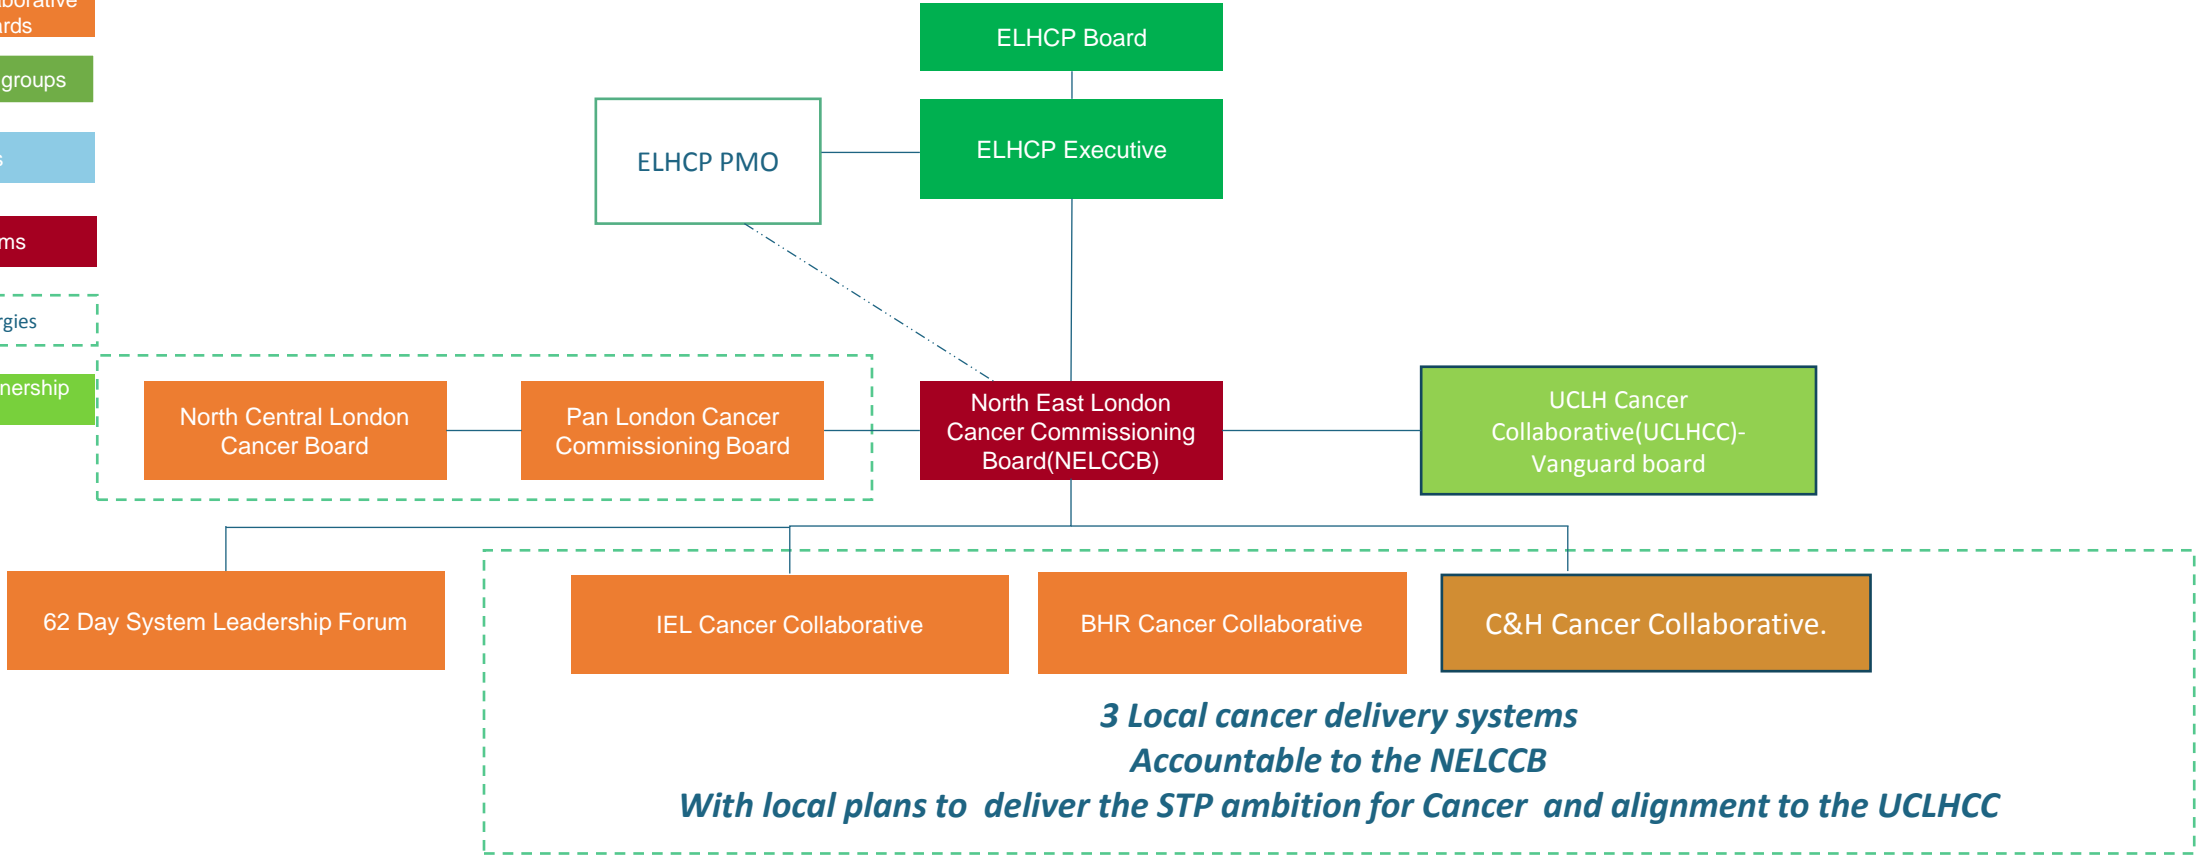 ELHCP Board
groups
ELHCP PMO
ELHCP Executive
North Central London
Cancer Board
Pan London Cancer
Commissioning Board
North East London
Cancer Commissioning
Board(NELCCB)
UCLH Cancer
Collaborative(UCLHCC)-
Vanguard board
62 Day System Leadership Forum
IEL Cancer Collaborative
BHR Cancer Collaborative
C&H Cancer Collaborative.
3 Local cancer delivery systems
Accountable to the NELCCB
With local plans to  deliver the STP ambition for Cancer  and alignment to the UCLHCC